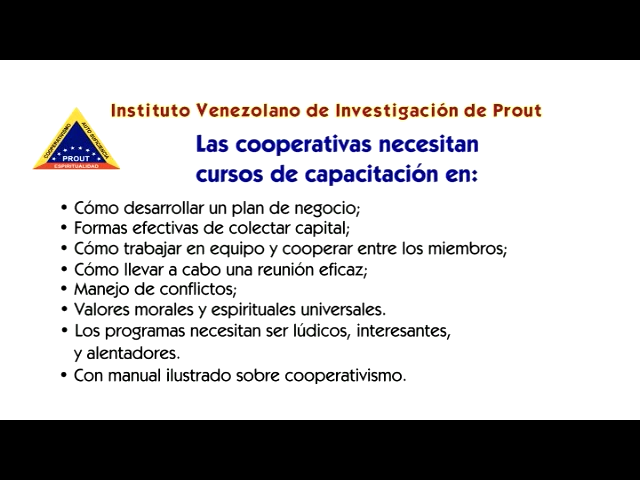 Instituto Venezolano de Investigación de Prout
COOPERATIVISMO
AUTO SUFICIENCIA
PROUT
ESPIRITUALIDAD
Las cooperativas necesitan
cursos de capacitación en:
• Cómo desarrollar un plan de negocio;
• Formas efectivas de colectar capital;
• Cómo trabajar en equipo y cooperar entre los miembros;
• Cómo llevar a cabo una reunión eficaz;
• Manejo de conflictos;
• Valores morales y espirituales universales.
• Los programas necesitan ser lúdicos, interesantes,
y alentadores.
• Con manual ilustrado sobre cooperativismo.